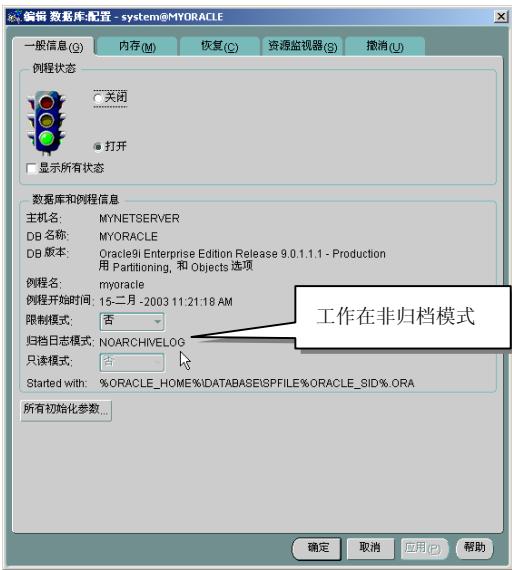 编辑 数据库:配置 - system@MYORACLE
一般信息(G) 内存(M) 恢复(C) 资源监视器(S) 撤消(U)
例程状态
关闭
打开
显示所有状态
数据库和例程信息
主机名: MYNETSERVER
DB 名称: MYORACLE
DB 版本: Oracle9i Enterprise Edition Release 9.0.1.1.1 - Production
用 Partitioning, 和 Objects 选项
例程名: myoracle
例程开始时间: 15-二月 -2003 11:21:18 AM
限制模式: 否
工作在非归档模式
归档日志模式: NOARCHIVELOG
只读模式: 否
Started with: %ORACLE_HOME%\DATABASE\SPFILE%ORACLE_SID%.ORA
所有初始化参数...
确定 取消 应用(P) 帮助